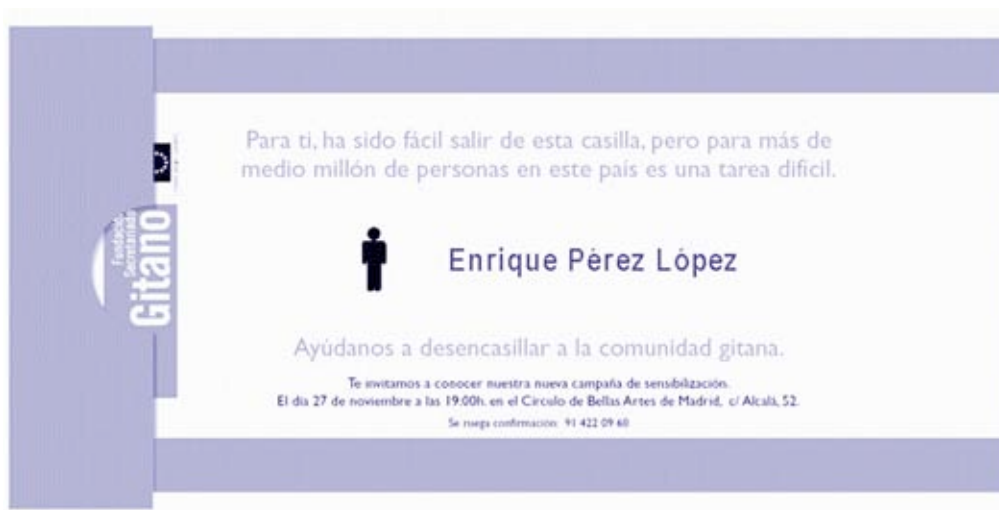 Para ti, ha sido fácil salir de esta casilla, pero para más de
medio millón de personas en este país es una tarea difícil.
Fundación
Secretariado
Gitano
Enrique Pérez López
Ayúdanos a desencasillar a la comunidad gitana.
Te invitamos a conocer nuestra nueva campaña de sensibilización.
El día 27 de noviembre a las 19:00h. en el Círculo de Bellas Artes de Madrid, c/ Alcalá, 52.
Se ruega confirmación: 91 422 09 60